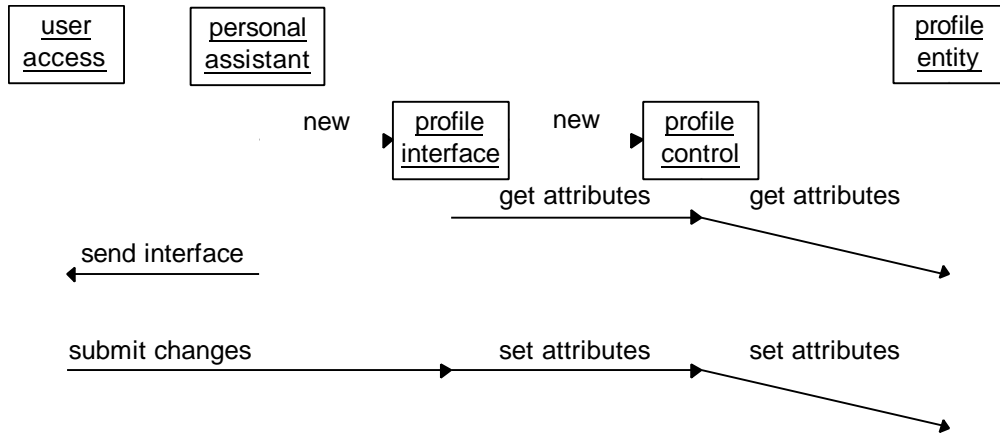 user
access
personal
assistant
profile
entity
new
profile
interface
new
profile
control
get attributes
get attributes
send interface
submit changes
set attributes
set attributes